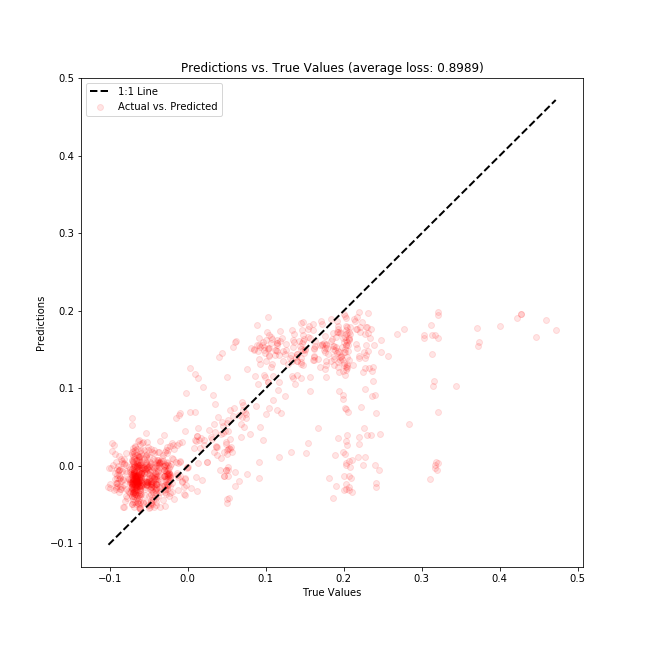 Predictions vs. True Values (average loss: 0.8989)
1:1 Line
Actual vs. Predicted
0.5
0.4
0.3
0.2
0.1
0.0
−0.1
Predictions
−0.1 0.0 0.1 0.2 0.3 0.4 0.5
True Values